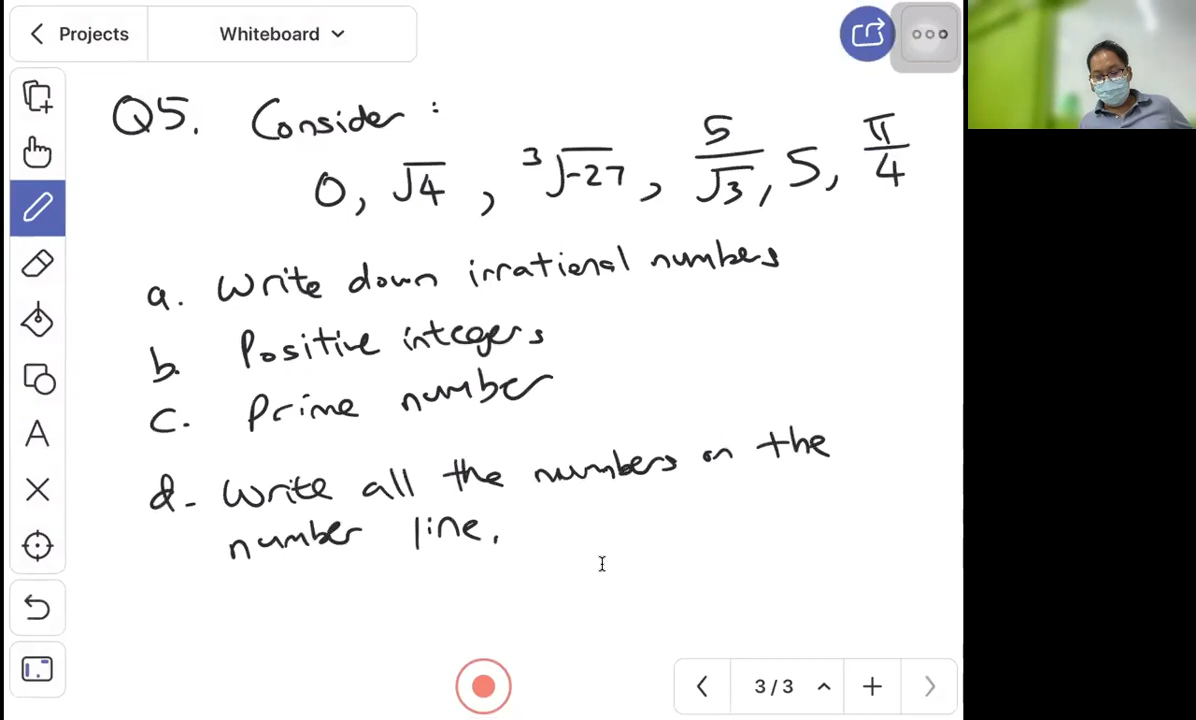 Projects
Whiteboard
Q5. Consider :
0, √4, ³√-27, 5/√3, 5, π/4
a. Write down irrational numbers
b. Positive integers
c. Prime number
d- Write all the numbers on the
number line.
A
3 / 3